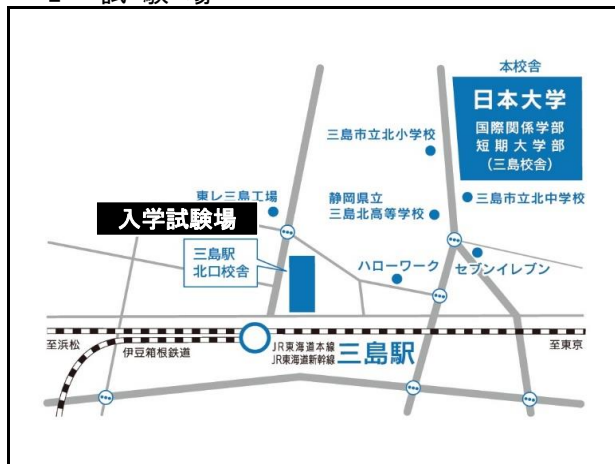 本校舎
日本大学
国際関係学部
短期大学部
(三島校舎)
三島市立北小学校
東レ三島工場
静岡県立
三島北高等学校
三島市立北中学校
入学試験場
三島駅
北口校舎
ハローワーク
セブンイレブン
至浜松
伊豆箱根鉄道
JR東海道本線
JR東海道新幹線
三島駅
至東京